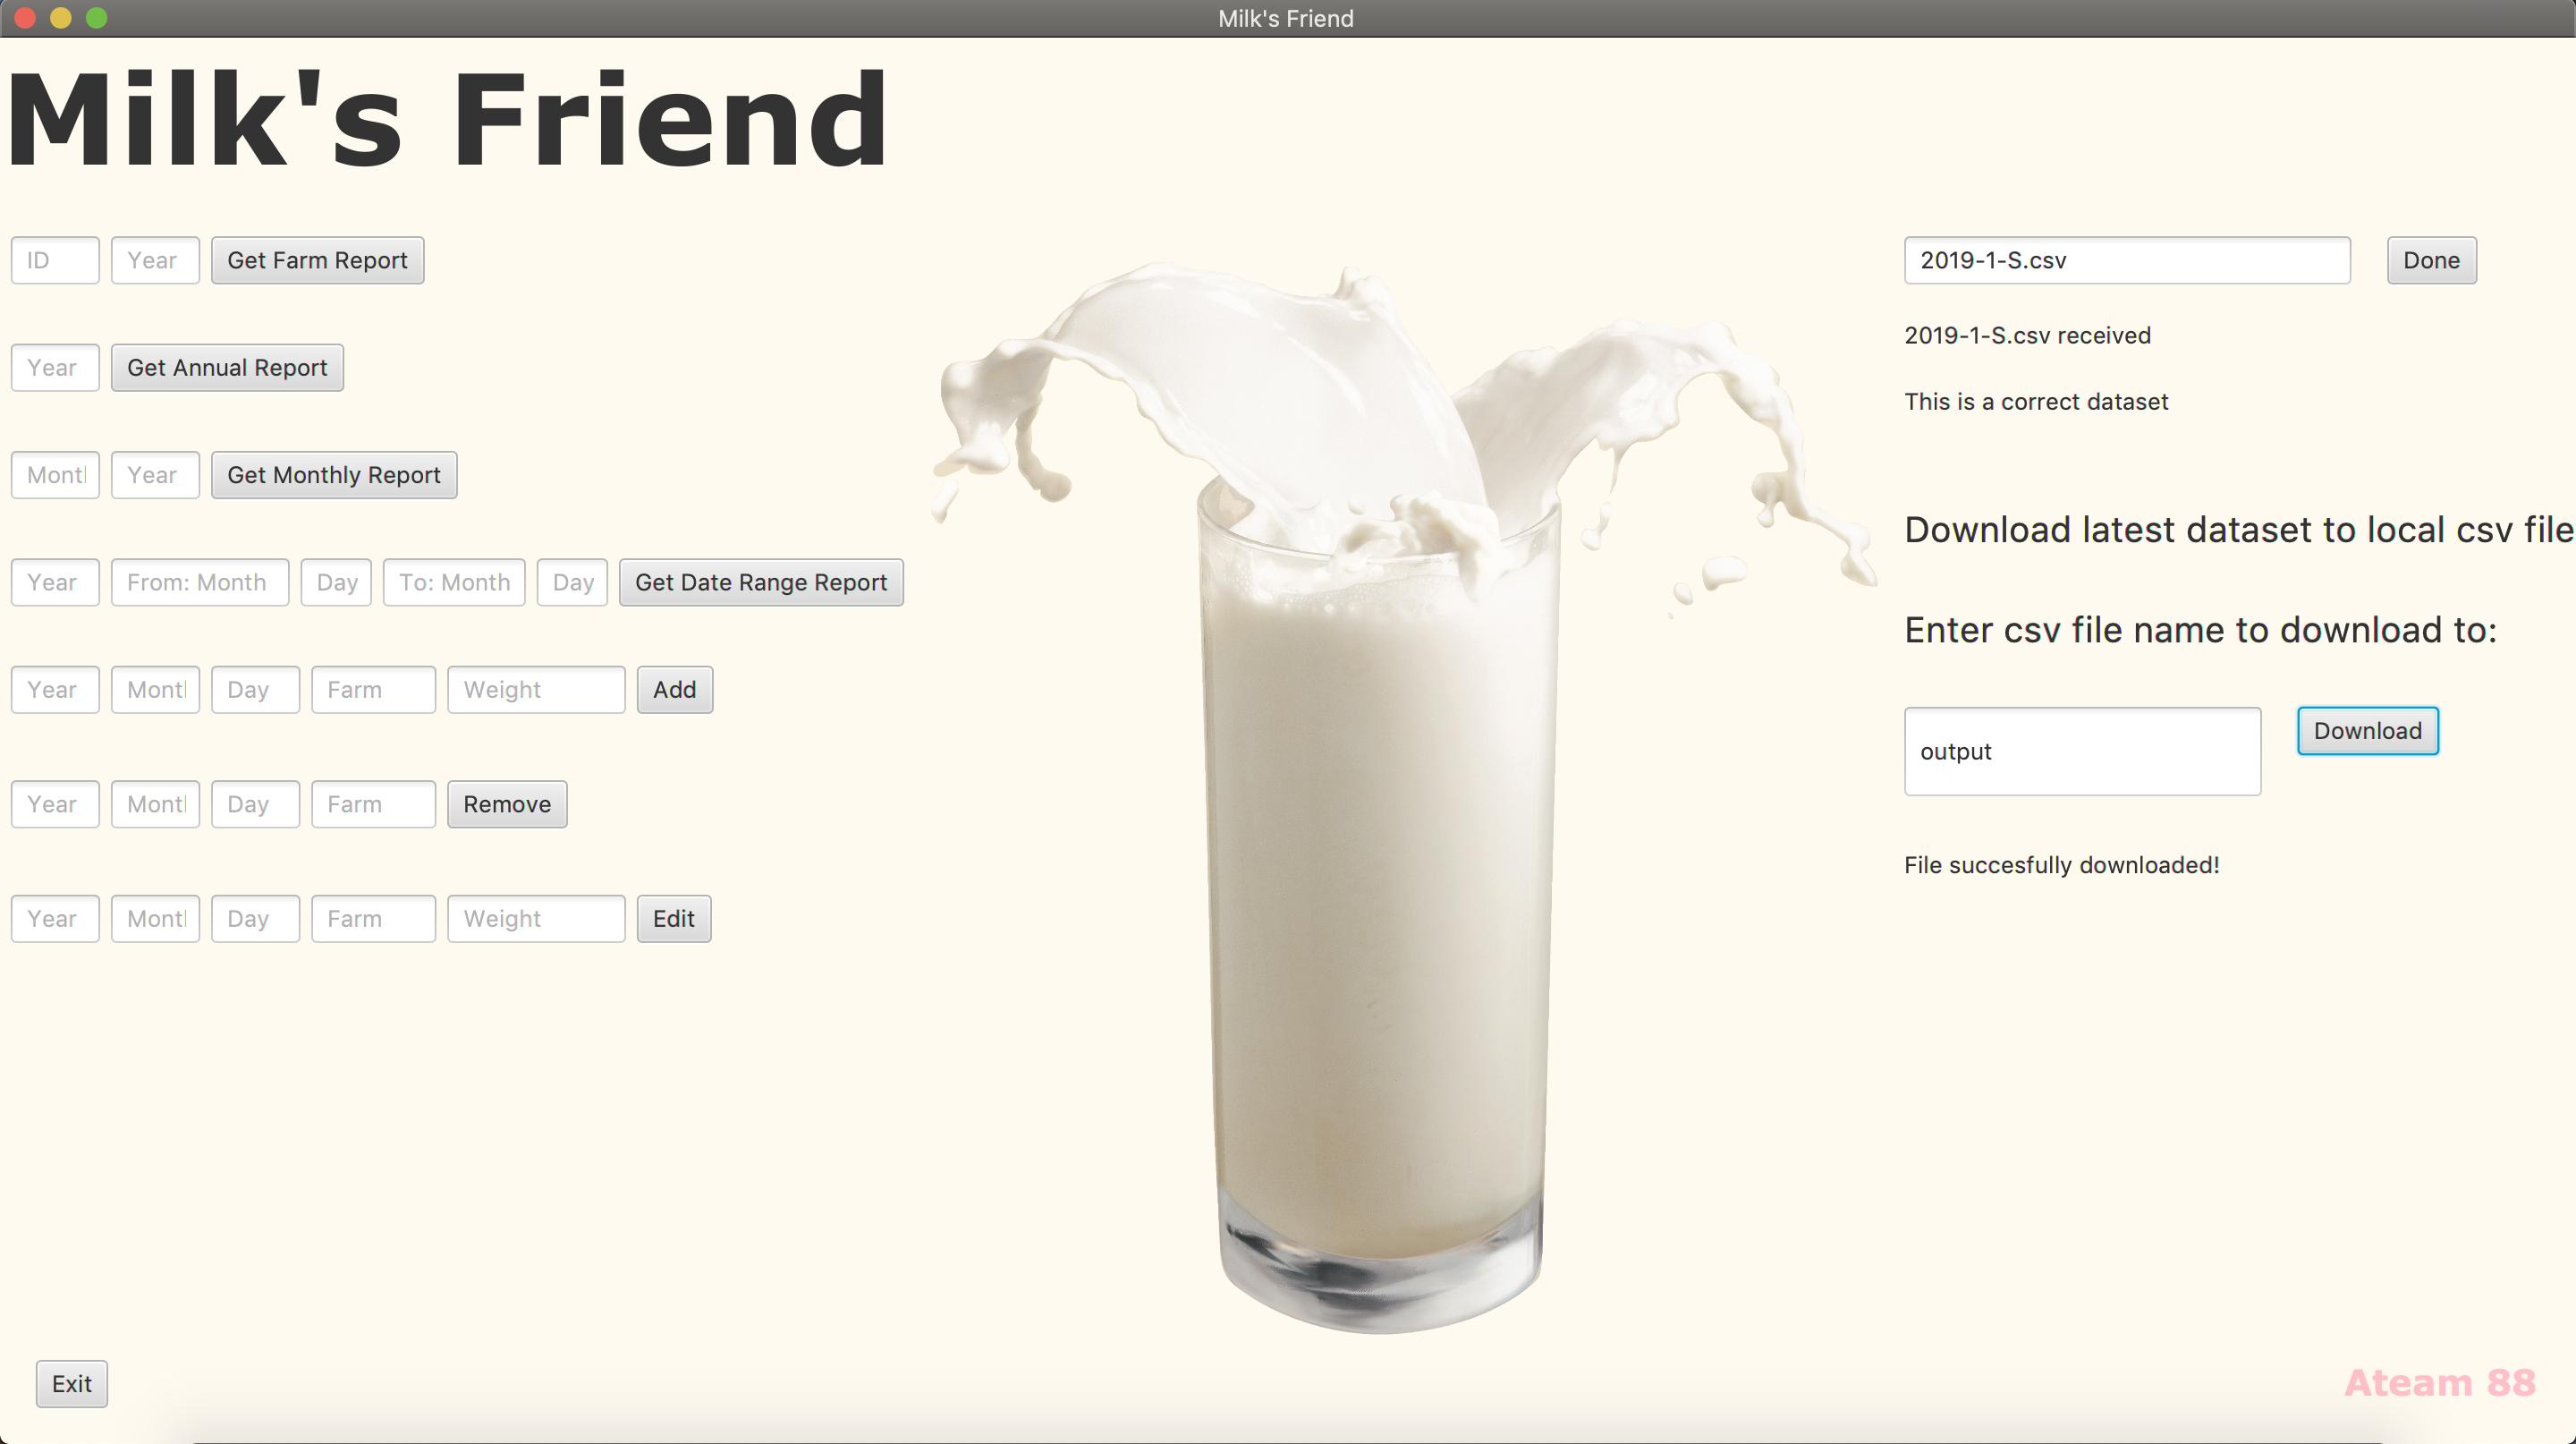 Milk's Friend
Milk's Friend
ID Year Get Farm Report
Year Get Annual Report
Month Year Get Monthly Report
Year From: Month Day To: Month Day Get Date Range Report
Year Month Day Farm Weight Add
Year Month Day Farm Remove
Year Month Day Farm Weight Edit
Exit
2019-1-S.csv Done
2019-1-S.csv received
This is a correct dataset
Download latest dataset to local csv file
Enter csv file name to download to:
output Download
File succesfully downloaded!
Ateam 88